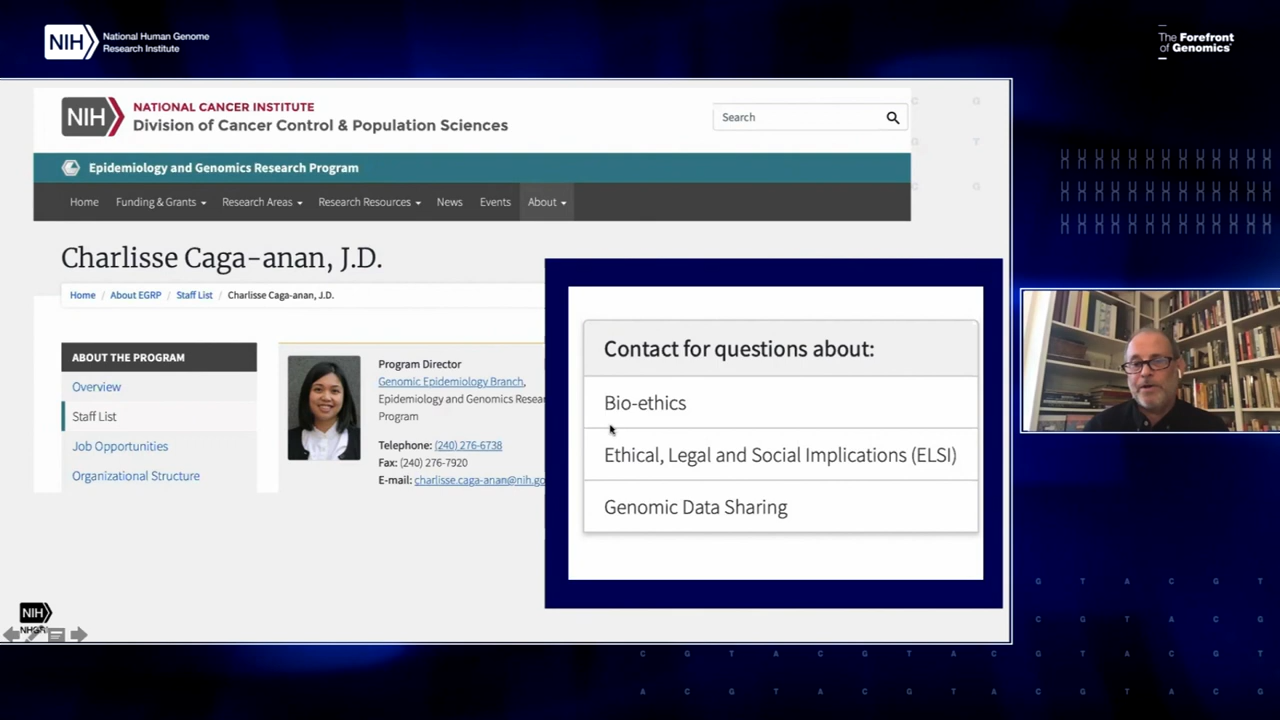 NIH National Human Genome
Research Institute
The Forefront
of Genomics®
NIH NATIONAL CANCER INSTITUTE
Division of Cancer Control & Population Sciences
Search
Epidemiology and Genomics Research Program
Home Funding & Grants Research Areas Research Resources News Events About
Charlisse Caga-anan, J.D.
Home / About EGRP / Staff List / Charlisse Caga-anan, J.D.
ABOUT THE PROGRAM
Overview
Staff List
Job Opportunities
Organizational Structure
Program Director
Genomic Epidemiology Branch,
Epidemiology and Genomics Resear
Program
Telephone: (240) 276-6738
Fax: (240) 276-7920
E-mail: charlisse.caga-anan@nih.go
Contact for questions about:
Bio-ethics
Ethical, Legal and Social Implications (ELSI)
Genomic Data Sharing
NIH
C G
G T
C G
G T A C G T
C G T A C G
C G T A C G T A C G T A C G T
A C G T A C G T A C G T A C G